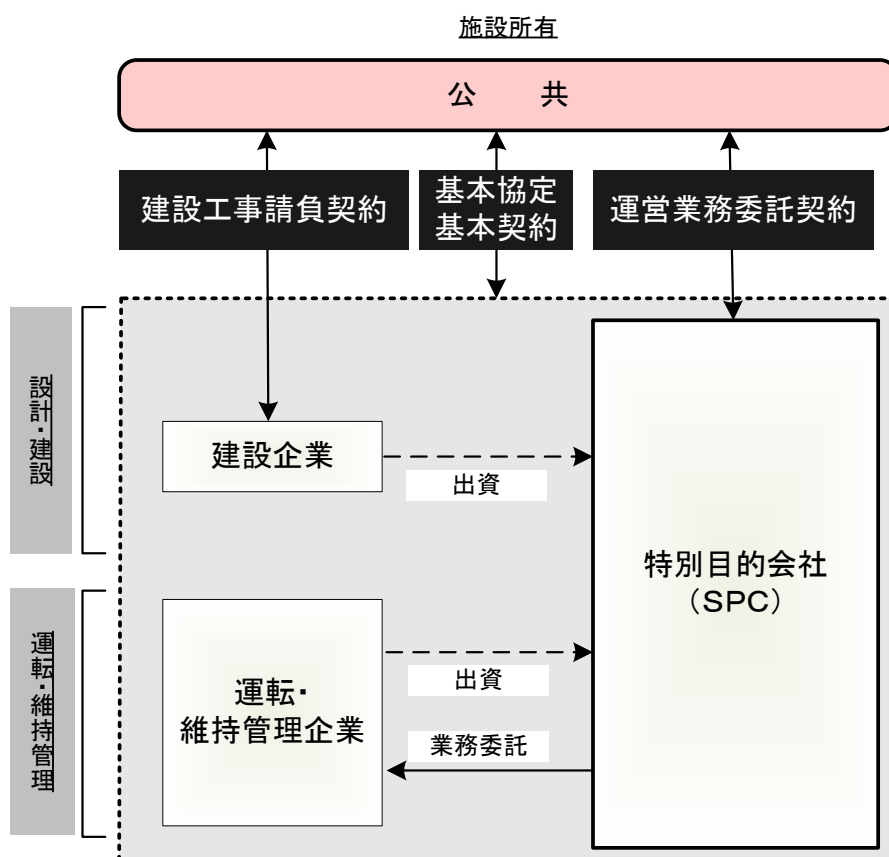 施設所有
公　　共
建設工事請負契約
基本協定
基本契約
運営業務委託契約
設計・建設
建設企業
出資
特別目的会社
（SPC）
運転・維持管理
運転・
維持管理企業
出資
業務委託